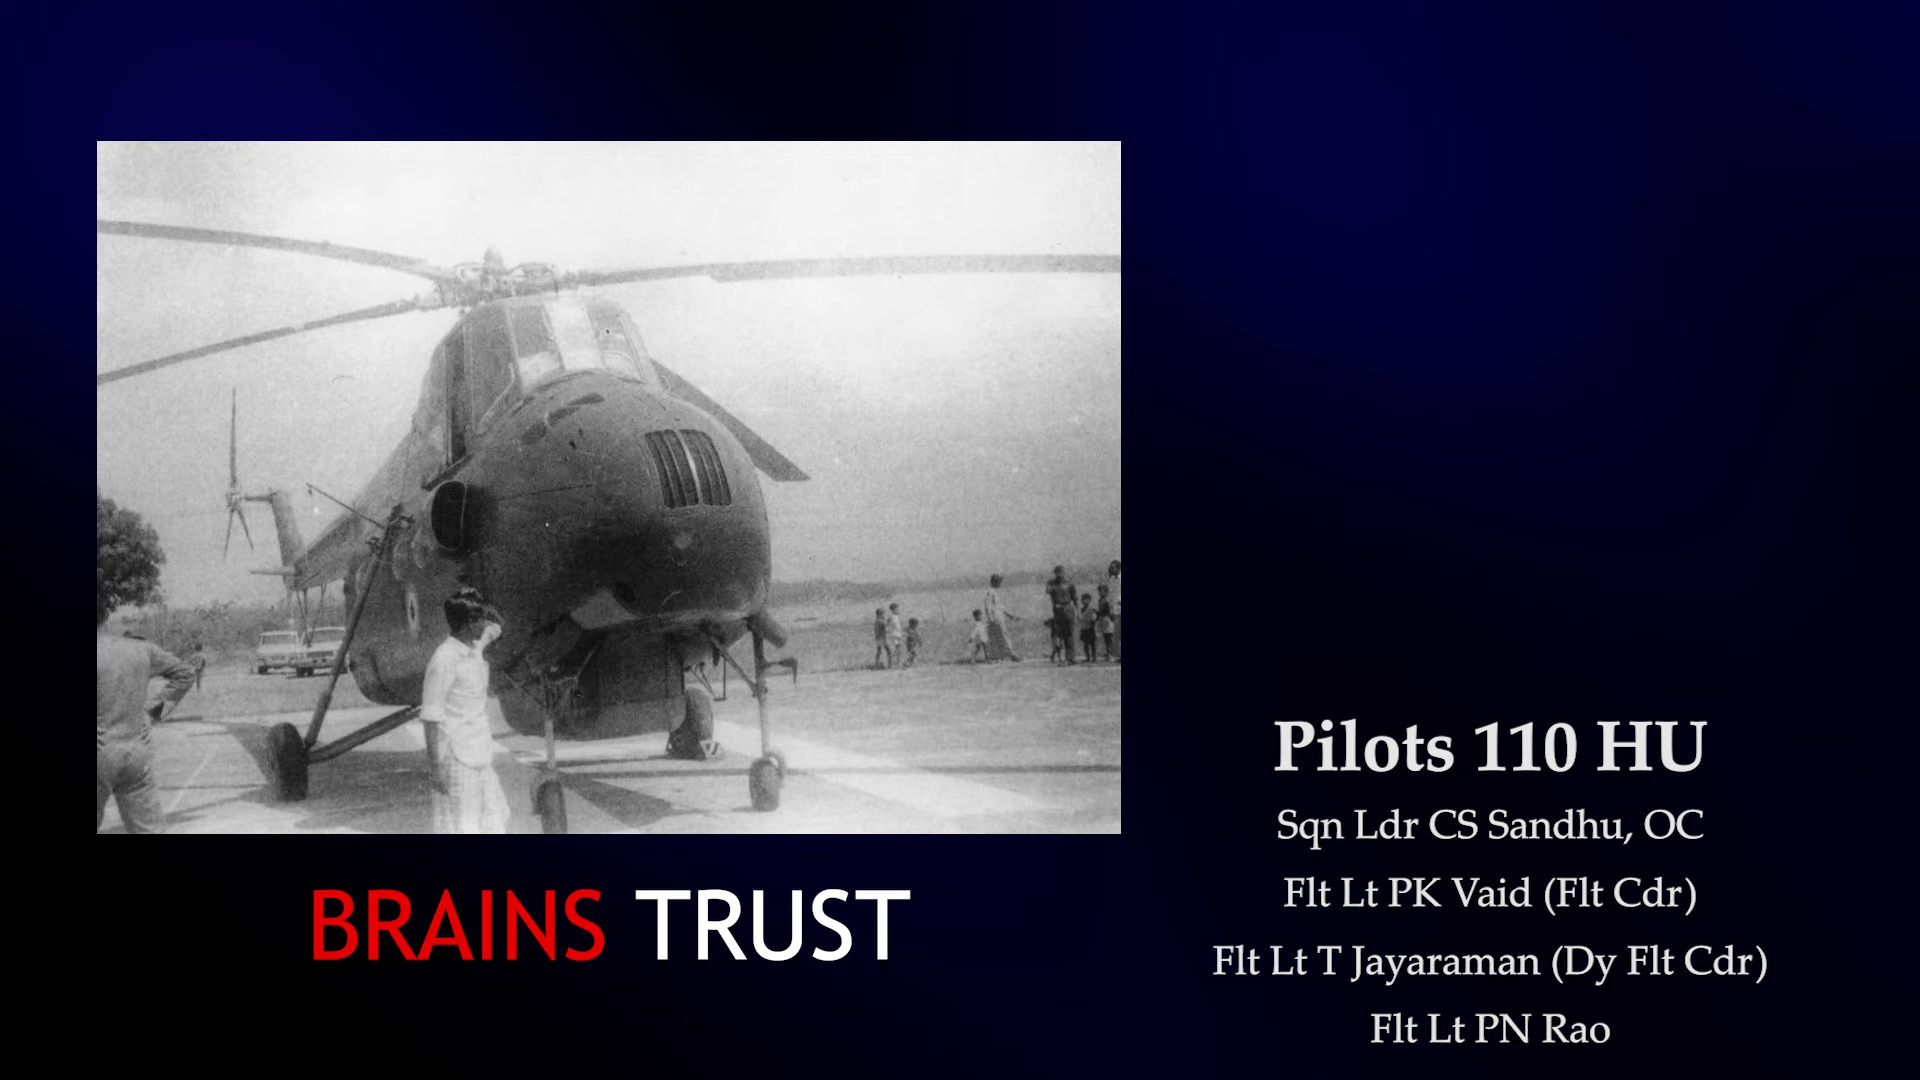 BRAINS TRUST
Pilots 110 HU
Sqn Ldr CS Sandhu, OC
Flt Lt PK Vaid (Flt Cdr)
Flt Lt T Jayaraman (Dy Flt Cdr)
Flt Lt PN Rao